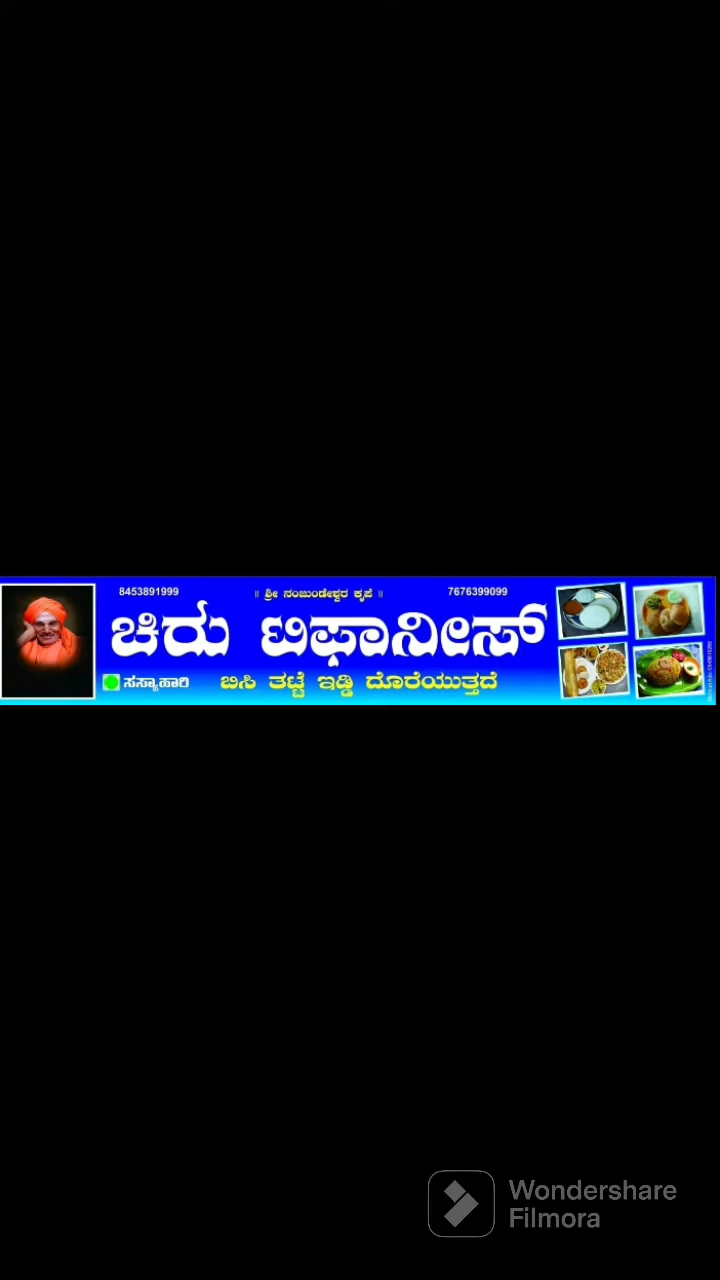 8453891999 ॥ ಶ್ರೀ ನಂಜುಂಡೇಶ್ವರ ಕೃಪೆ ॥ 7676399099
ಚಿರು ಟಿಫಾನೀಸ್
ಸಸ್ಯಾಹಾರಿ ಬಿಸಿ ತಟ್ಟೆ ಇಡ್ಡಿ ದೊರೆಯುತ್ತದೆ
Wondershare
Filmora